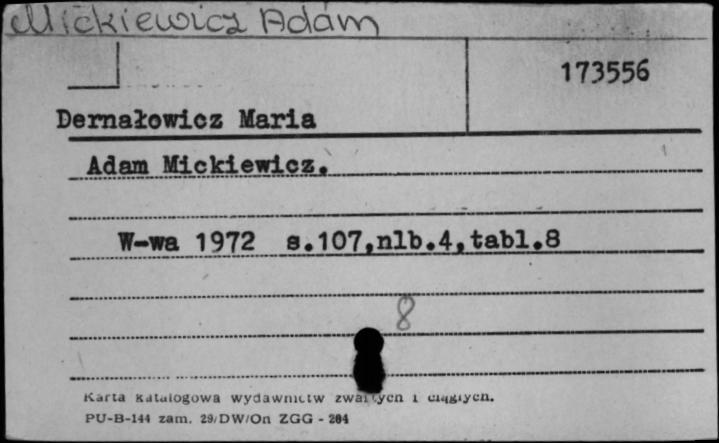 Mickiewicz Adam
173556
Dernałowicz Maria
Adam Mickiewicz.
W-wa 1972 s.107,nlb.4,tabl.8
8
Karta katalogowa wydawnictw zwartych i ciągłych.
PU-B-144 zam. 29/DW/On ZGG - 204